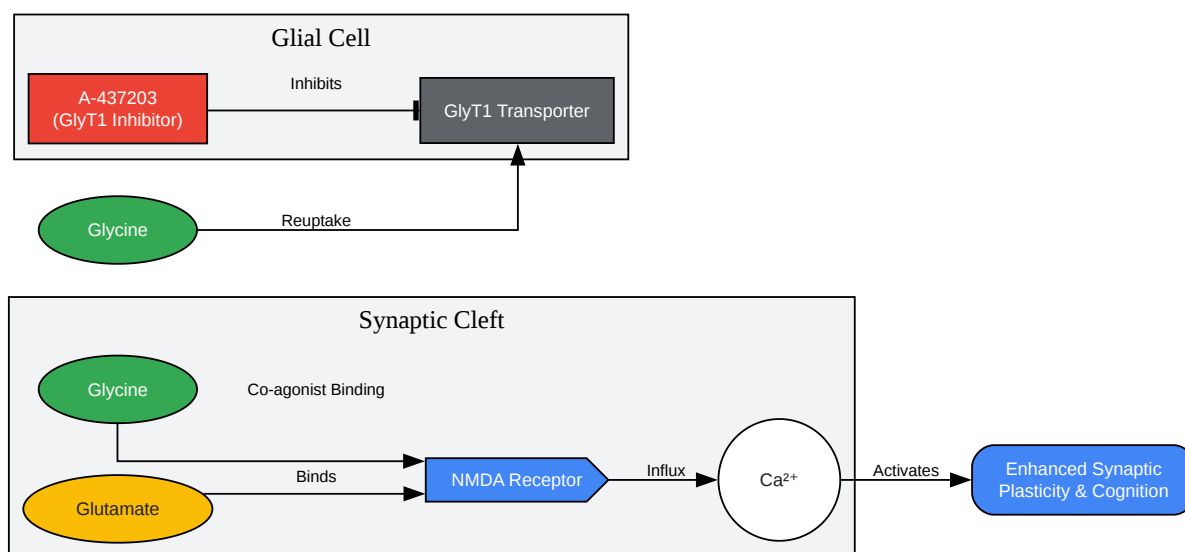 Glial Cell
A-437203
(GlyT1 Inhibitor)
Inhibits
GlyT1 Transporter
Glycine
Reuptake
Synaptic Cleft
Glycine
Co-agonist Binding
Glutamate
Binds
NMDA Receptor
Influx
Ca²⁺
Activates
Enhanced Synaptic
Plasticity & Cognition